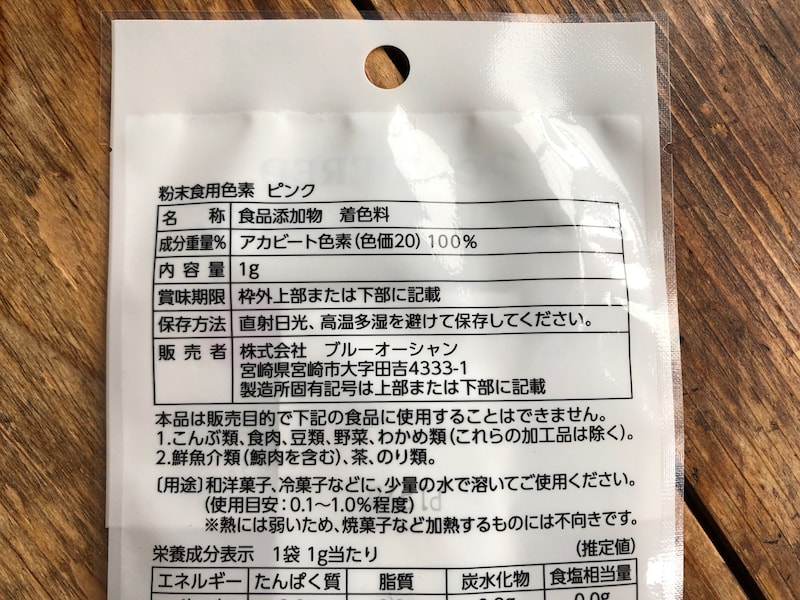 粉末食用色素 ピンク
名 称 食品添加物 着色料
成分重量% アカビート色素(色価20) 100%
内容量 1g
賞味期限 枠外上部または下部に記載
保存方法 直射日光、高温多湿を避けて保存してください。
販売者 株式会社 ブルーオーシャン
宮崎県宮崎市大字田吉4333-1
製造所固有記号は上部または下部に記載
本品は販売目的で下記の食品に使用することはできません。
1.こんぶ類、食肉、豆類、野菜、わかめ類(これらの加工品は除く)。
2.鮮魚介類(鯨肉を含む)、茶、のり類。
〔用途〕和洋菓子、冷菓子などに、少量の水で溶いてご使用ください。
(使用目安:0.1〜1.0%程度)
※熱には弱いため、焼菓子など加熱するものには不向きです。
栄養成分表示 1袋 1g当たり (推定値)
エネルギー たんぱく質 脂質 炭水化物 食塩相当量